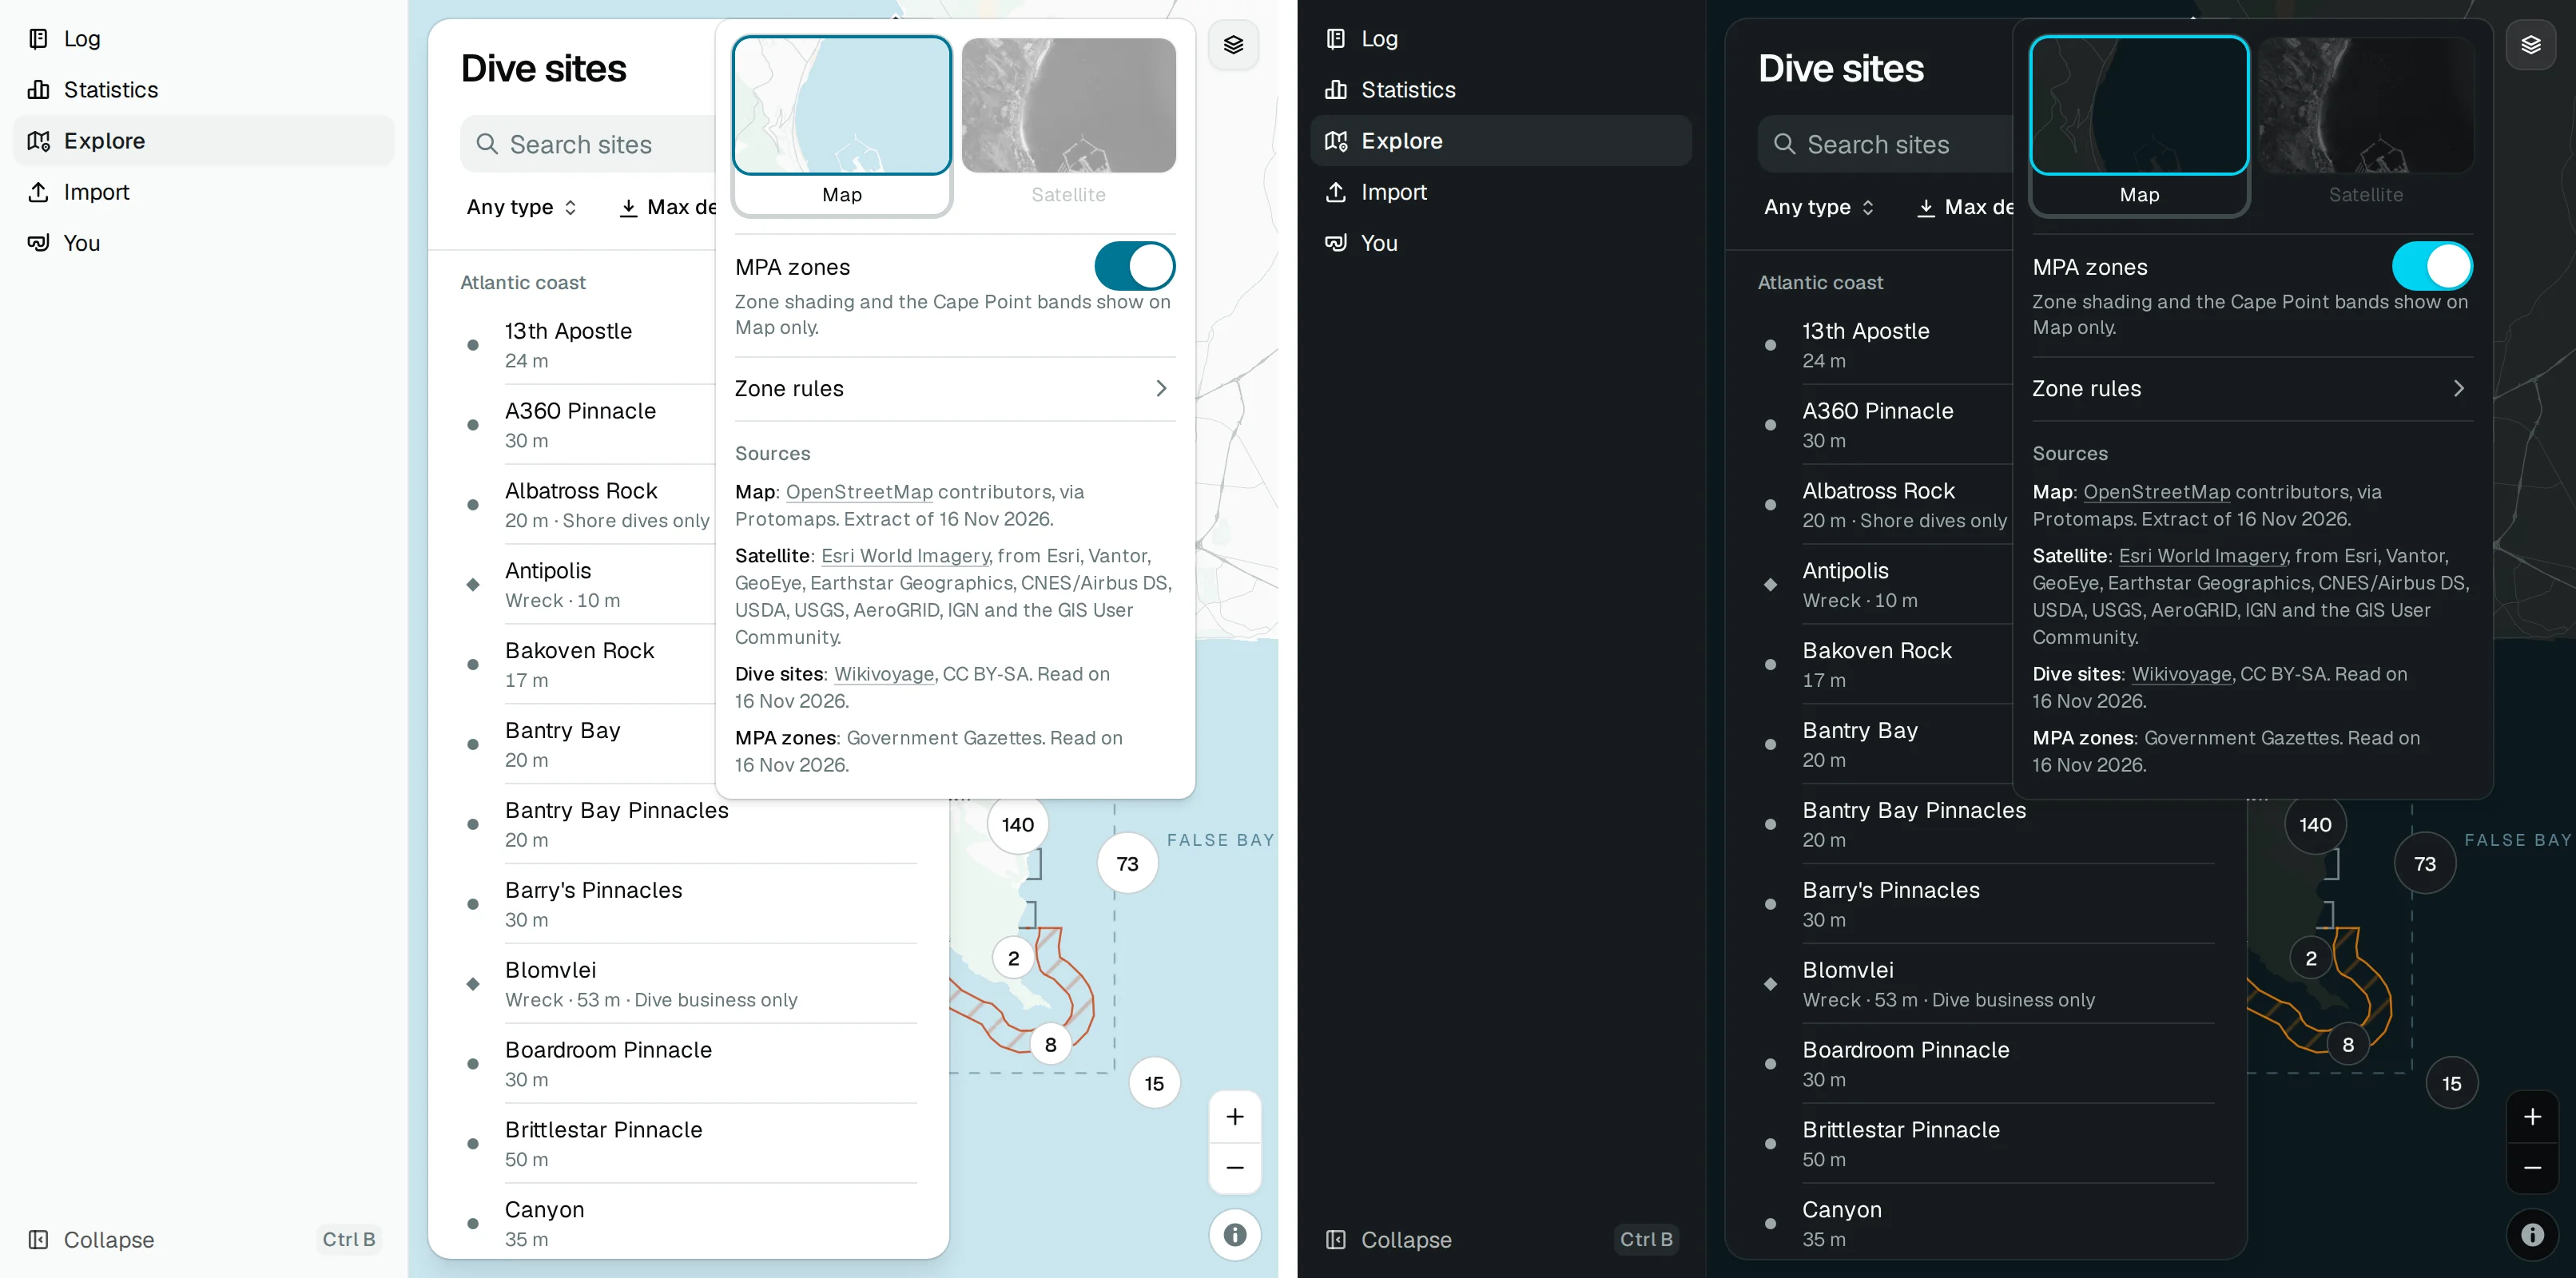 Log
Statistics
Explore
Import
You
Collapse
Ctrl B
Dive sites
Search sites
Any type
Max de
Atlantic coast
13th Apostle
24 m
A360 Pinnacle
30 m
Albatross Rock
20 m · Shore dives only
Antipolis
Wreck · 10 m
Bakoven Rock
17 m
Bantry Bay
20 m
Bantry Bay Pinnacles
20 m
Barry's Pinnacles
30 m
Blomvlei
Wreck · 53 m · Dive business only
Boardroom Pinnacle
30 m
Brittlestar Pinnacle
50 m
Canyon
35 m
Map
Satellite
MPA zones
Zone shading and the Cape Point bands show on
Map only.
Zone rules
Sources
Map: OpenStreetMap contributors, via
Protomaps. Extract of 16 Nov 2026.
Satellite: Esri World Imagery, from Esri, Vantor,
GeoEye, Earthstar Geographics, CNES/Airbus DS,
USDA, USGS, AeroGRID, IGN and the GIS User
Community.
Dive sites: Wikivoyage, CC BY-SA. Read on
16 Nov 2026.
MPA zones: Government Gazettes. Read on
16 Nov 2026.
140
73
FALSE BAY
2
8
15
Log
Statistics
Explore
Import
You
Collapse
Ctrl B
Dive sites
Search sites
Any type
Max de
Atlantic coast
13th Apostle
24 m
A360 Pinnacle
30 m
Albatross Rock
20 m · Shore dives only
Antipolis
Wreck · 10 m
Bakoven Rock
17 m
Bantry Bay
20 m
Bantry Bay Pinnacles
20 m
Barry's Pinnacles
30 m
Blomvlei
Wreck · 53 m · Dive business only
Boardroom Pinnacle
30 m
Brittlestar Pinnacle
50 m
Canyon
35 m
Map
Satellite
MPA zones
Zone shading and the Cape Point bands show on
Map only.
Zone rules
Sources
Map: OpenStreetMap contributors, via
Protomaps. Extract of 16 Nov 2026.
Satellite: Esri World Imagery, from Esri, Vantor,
GeoEye, Earthstar Geographics, CNES/Airbus DS,
USDA, USGS, AeroGRID, IGN and the GIS User
Community.
Dive sites: Wikivoyage, CC BY-SA. Read on
16 Nov 2026.
MPA zones: Government Gazettes. Read on
16 Nov 2026.
140
73
FALSE BAY
2
8
15